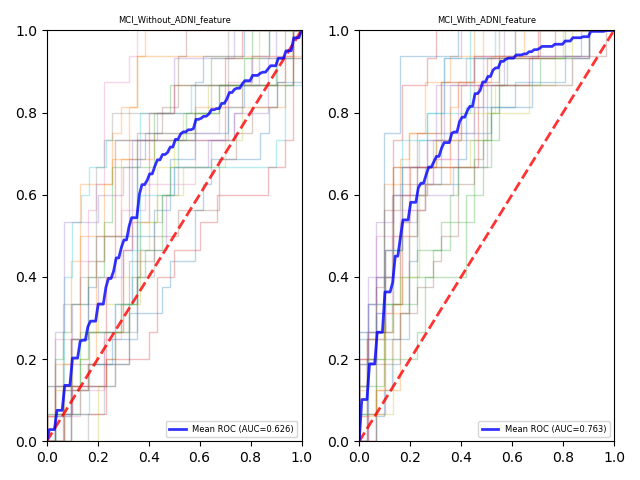 MCI_Without_ADNI_feature
1.0
0.8
0.6
0.4
0.2
0.0
Mean ROC (AUC=0.626)
0.0 0.2 0.4 0.6 0.8 1.0
MCI_With_ADNI_feature
1.0
0.8
0.6
0.4
0.2
0.0
Mean ROC (AUC=0.763)
0.0 0.2 0.4 0.6 0.8 1.0